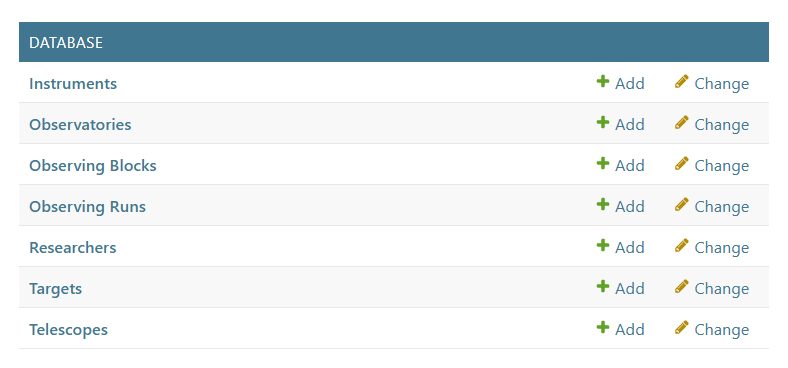 DATABASE
Instruments Add Change
Observatories Add Change
Observing Blocks Add Change
Observing Runs Add Change
Researchers Add Change
Targets Add Change
Telescopes Add Change